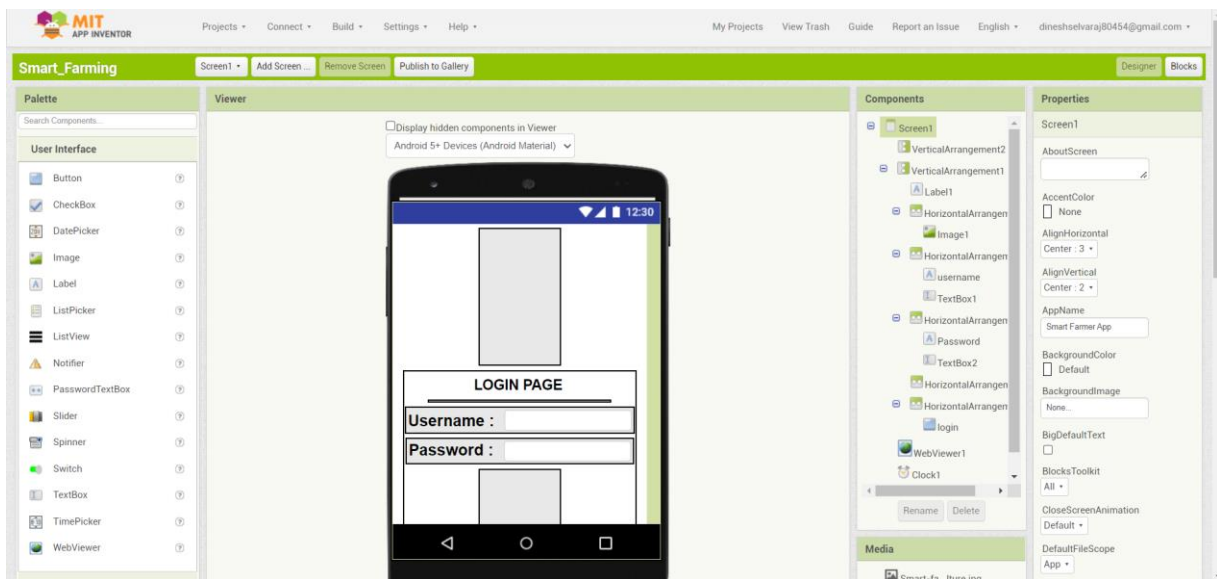 MIT
APP INVENTOR
Projects Connect Build Settings Help
My Projects View Trash Guide Report an Issue English dineshselvaraj80454@gmail.com
Smart_Farming
Screen1 Add Screen ... Remove Screen Publish to Gallery
Designer Blocks
Palette
Search Components...
User Interface
Button
CheckBox
DatePicker
Image
Label
ListPicker
ListView
Notifier
PasswordTextBox
Slider
Spinner
Switch
TextBox
TimePicker
WebViewer
Viewer
Display hidden components in Viewer
Android 5+ Devices (Android Material)
12:30
LOGIN PAGE
Username :
Password :
Components
Screen1
VerticalArrangement2
VerticalArrangement1
Label1
HorizontalArrangem
Image1
HorizontalArrangem
username
TextBox1
HorizontalArrangem
Password
TextBox2
HorizontalArrangem
HorizontalArrangem
login
WebViewer1
Clock1
Rename Delete
Media
Properties
Screen1
AboutScreen
AccentColor
None
AlignHorizontal
Center : 3
AlignVertical
Center : 2
AppName
Smart Farmer App
BackgroundColor
Default
BackgroundImage
None...
BigDefaultText
BlocksToolkit
All
CloseScreenAnimation
Default
DefaultFileScope
App